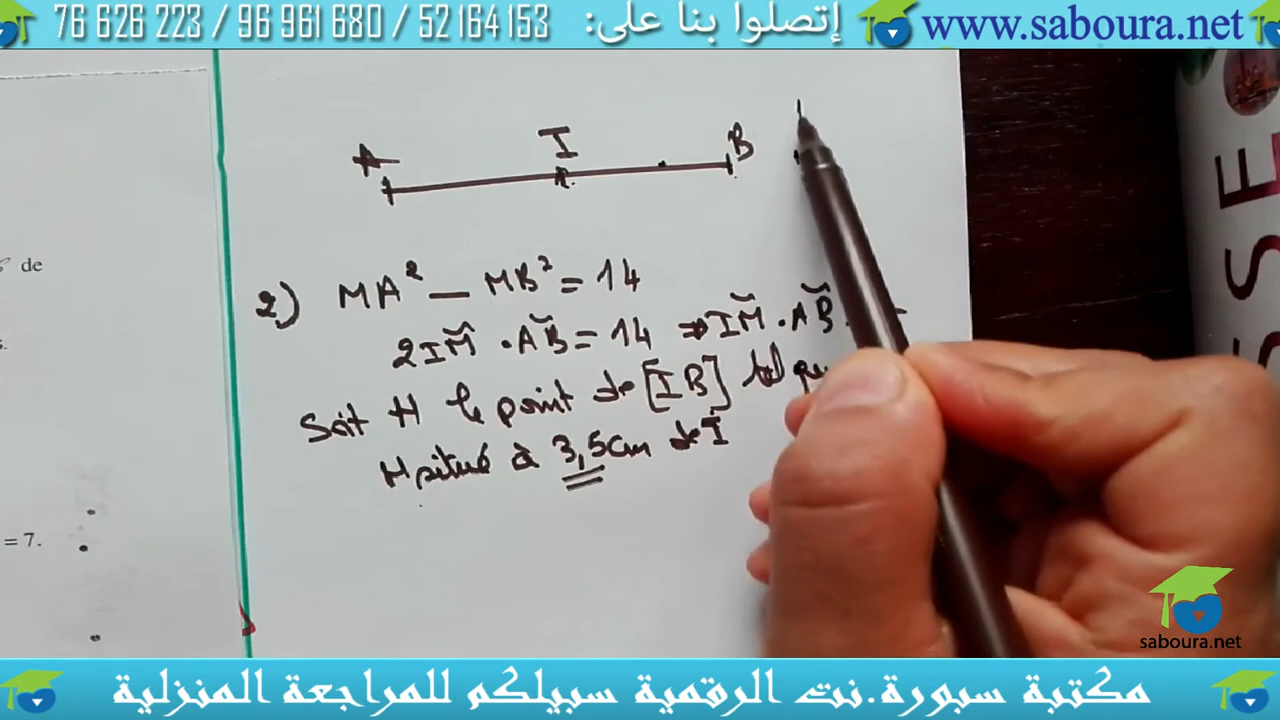 76 626 223 / 96 961 680 / 52 164 153 إتصلوا بنا على: www.saboura.net
A I B
de
2) MA² — MB² = 14
2IM . AB = 14 => IM . AB
Soit H le point de [IB] tel que
H situé à 3,5cm de I
= 7.
SSE
saboura.net
مكتبة سبورة.نت الرقمية سبيلكم للمراجعة المنزلية